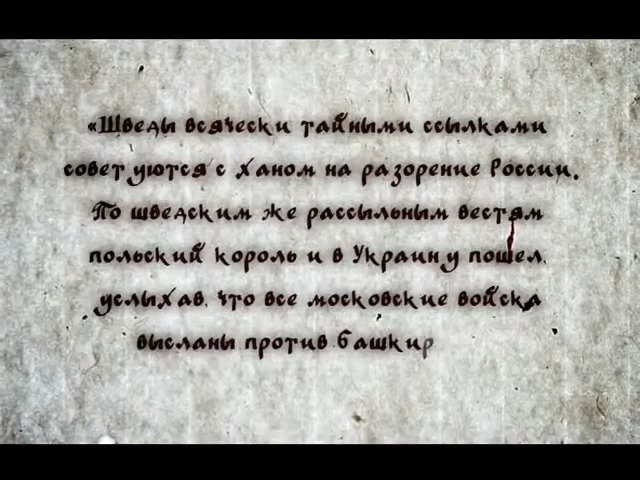 «Шведы всячески тайными ссылками
советуются с Ханом на разорение России.
По шведским же рассыльным вестям
польский король и в Украину пошел,
услыхав, что все московские войска
высланы против башкир